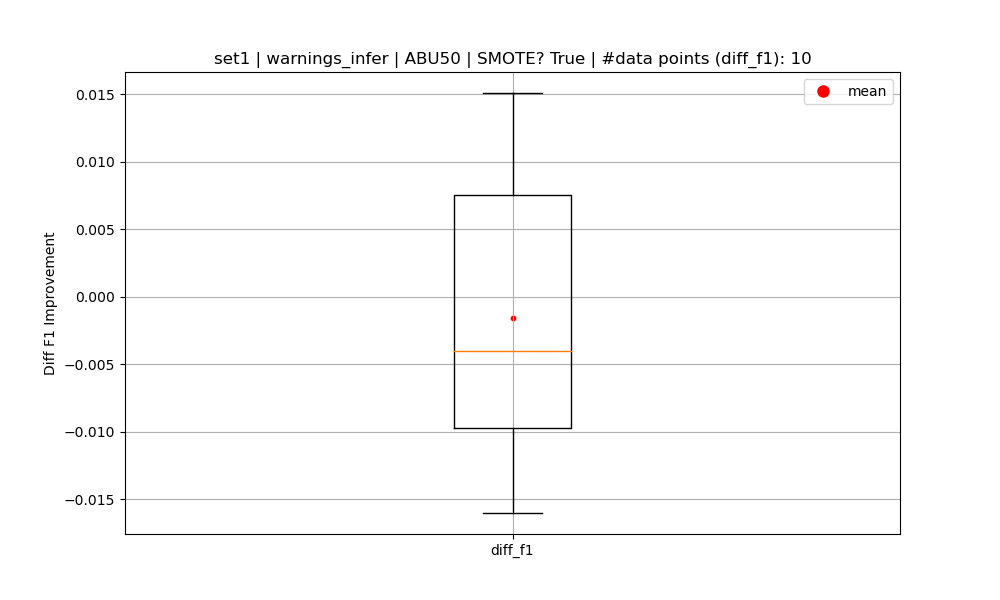 set1 | warnings_infer | ABU50 | SMOTE? True | #data points (diff_f1): 10
mean
0.015
0.010
0.005
0.000
−0.005
−0.010
−0.015
Diff F1 Improvement
diff_f1